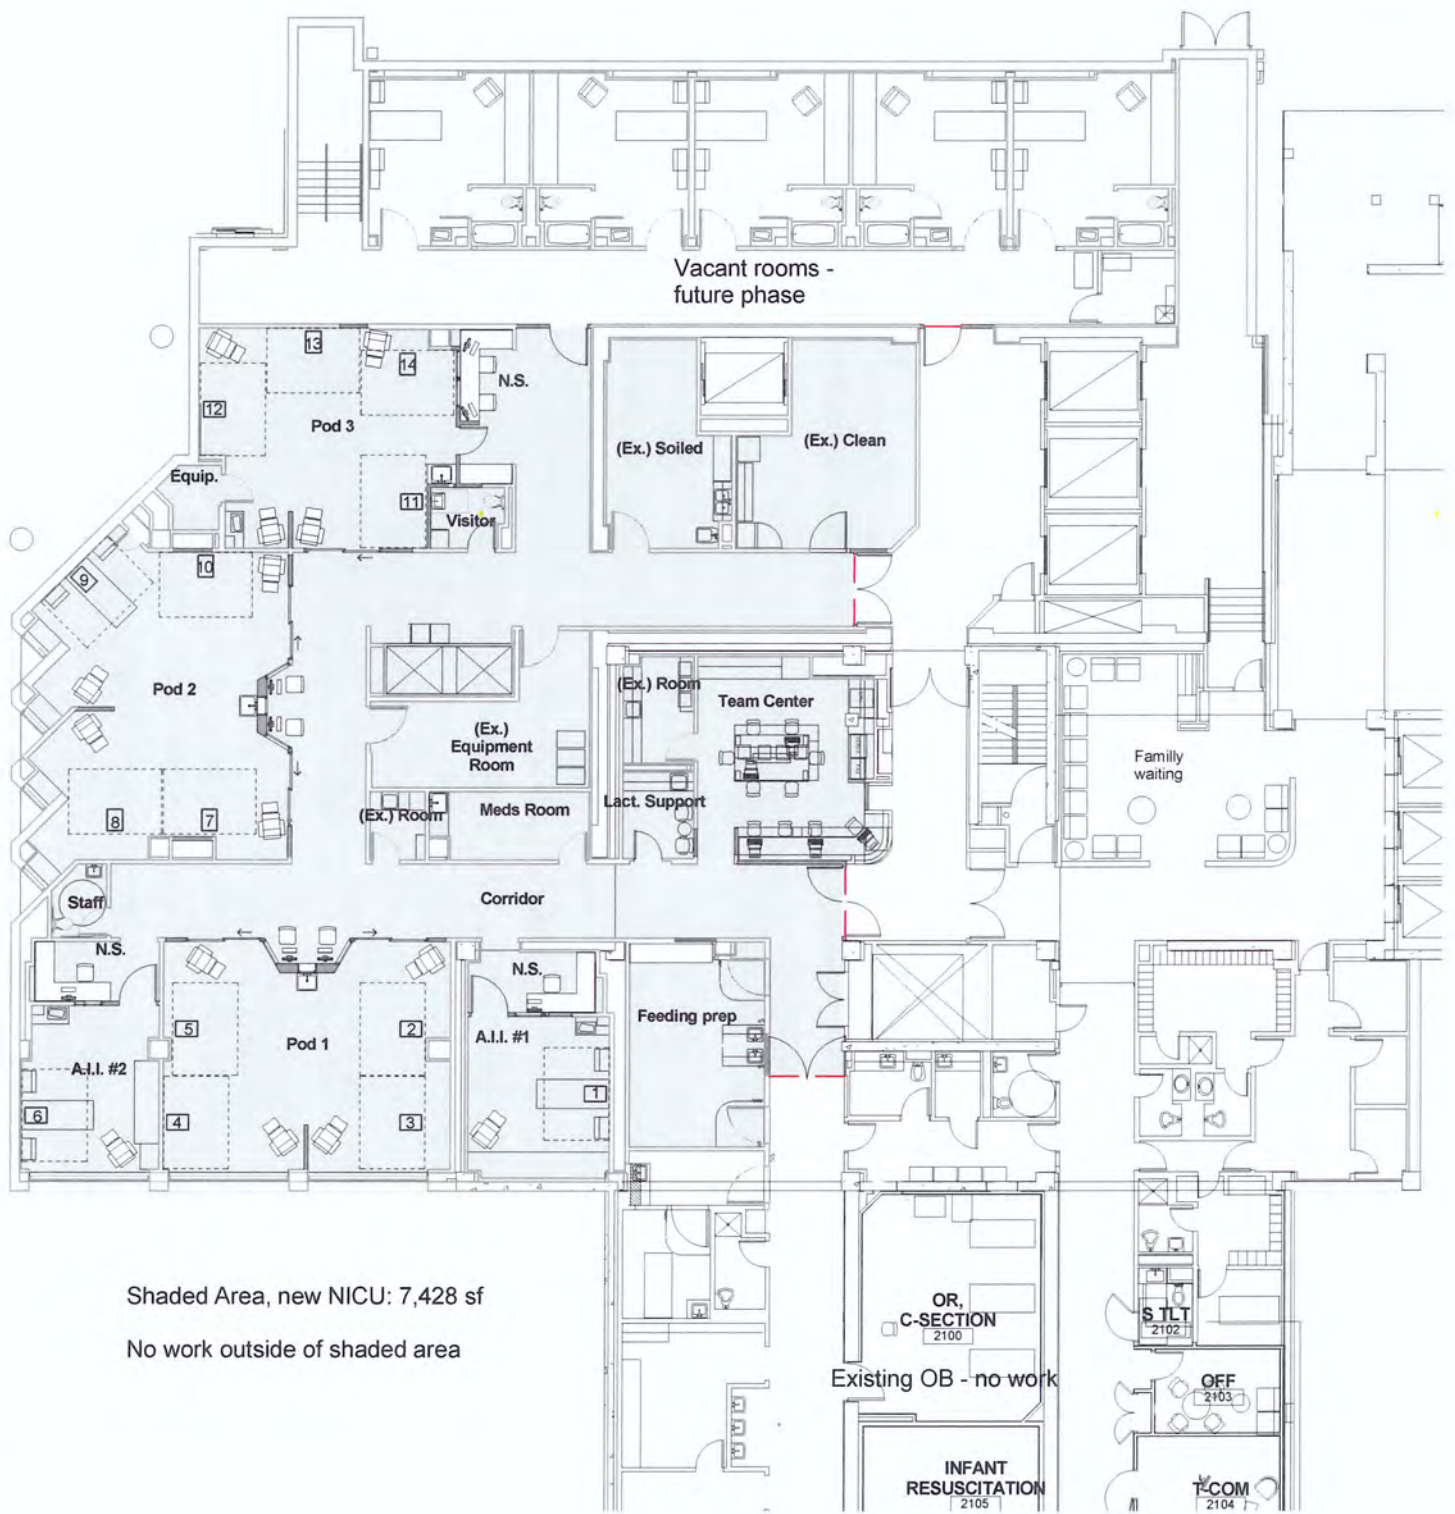 Vacant rooms -
future phase
13
14
12
N.S.
Pod 3
(Ex.) Soiled
(Ex.) Clean
Equip.
11
Visitor
10
9
Pod 2
(Ex.) Room
Team Center
(Ex.)
Equipment
Room
Familly
waiting
8
7
(Ex.) Room
Meds Room
Lact. Support
Staff
Corridor
N.S.
N.S.
5
2
Feeding prep
A.I.I. #1
Pod 1
A.I.I. #2
6
4
3
1
Shaded Area, new NICU: 7,428 sf
No work outside of shaded area
OR,
C-SECTION
2100
S TLT
2102
Existing OB - no work
OFF
2103
INFANT
RESUSCITATION
2105
T-COM
2104